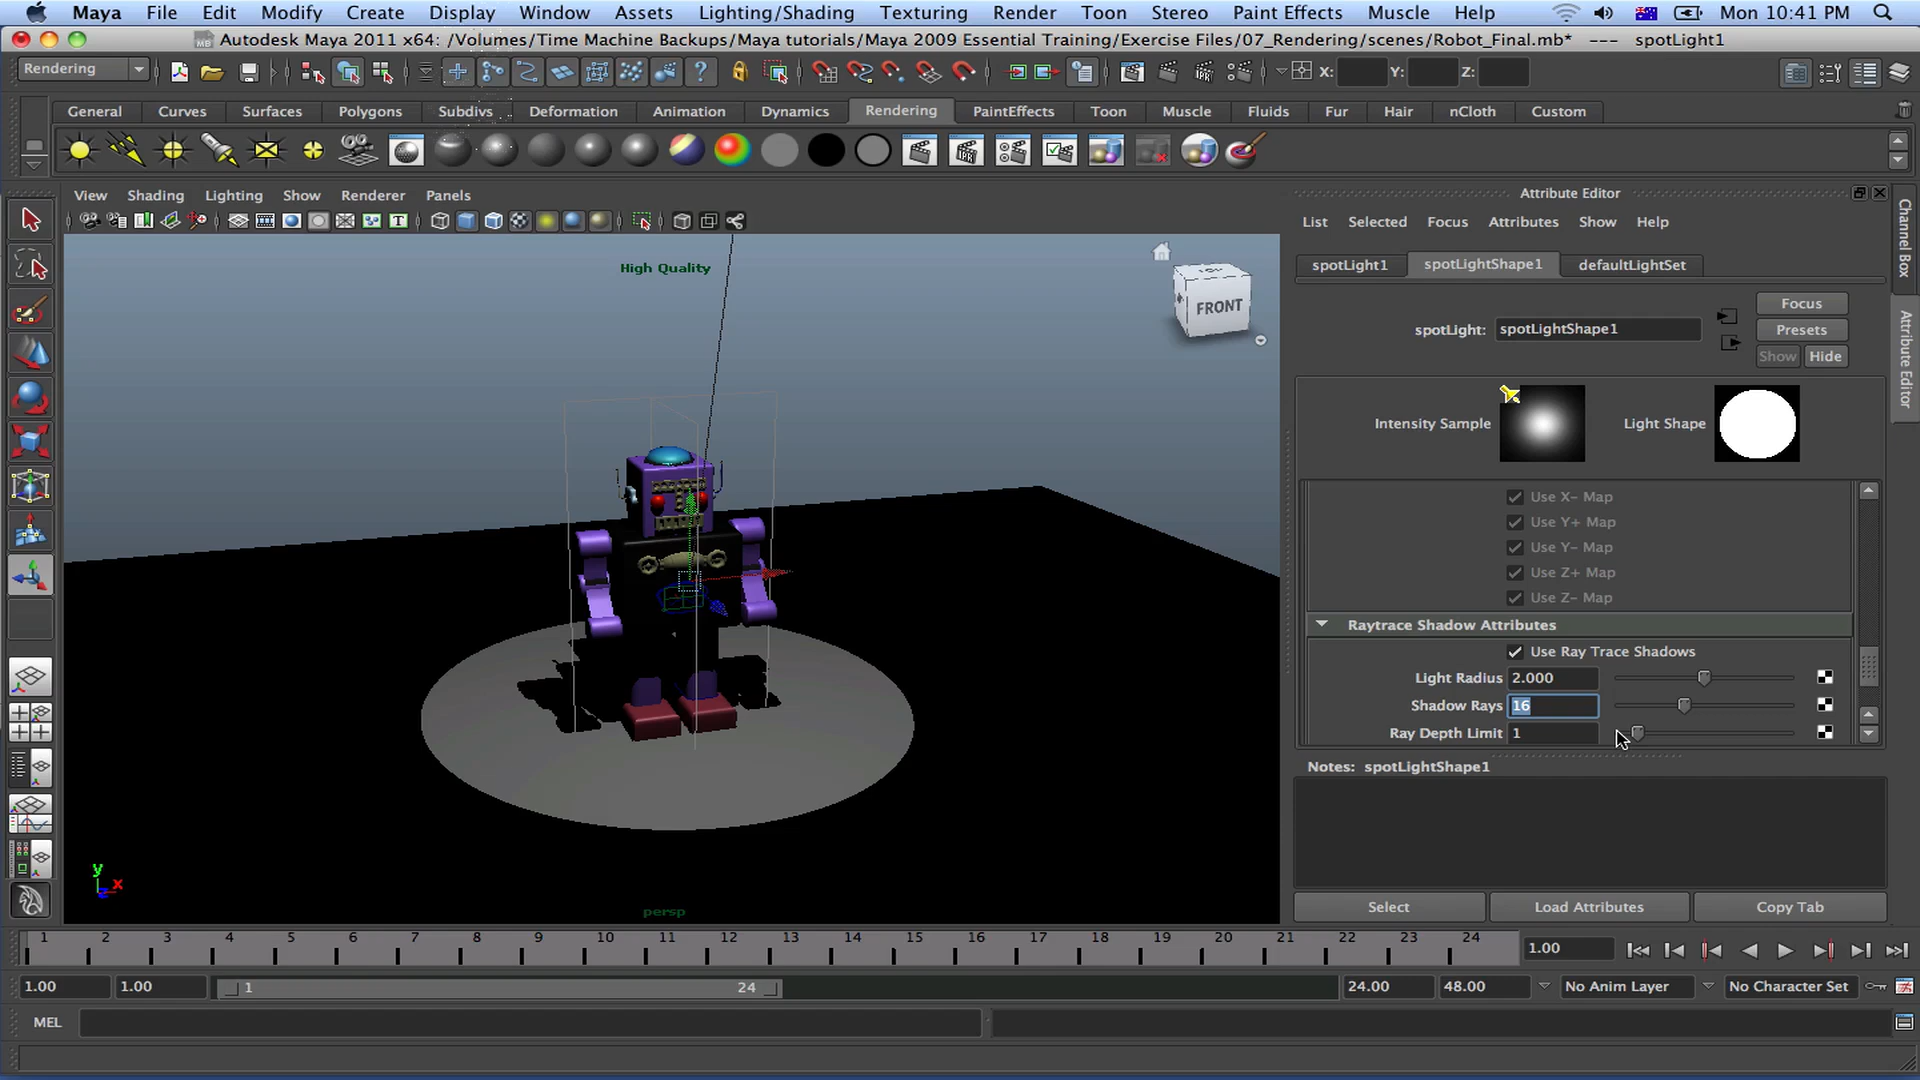 Maya File Edit Modify Create Display Window Assets Lighting/Shading Texturing Render Toon Stereo Paint Effects Muscle Help Mon 10:41 PM
Autodesk Maya 2011 x64: /Volumes/Time Machine Backups/Maya tutorials/Maya 2009 Essential Training/Exercise Files/07_Rendering/scenes/Robot_Final.mb* --- spotLight1
Rendering X: Y: Z:
General Curves Surfaces Polygons Subdivs Deformation Animation Dynamics Rendering PaintEffects Toon Muscle Fluids Fur Hair nCloth Custom
View Shading Lighting Show Renderer Panels
High Quality
FRONT
persp
y
x
z
Attribute Editor
List Selected Focus Attributes Show Help
spotLight1 spotLightShape1 defaultLightSet
Focus
spotLight: spotLightShape1 Presets
Show Hide
Intensity Sample Light Shape
Use X- Map
Use Y+ Map
Use Y- Map
Use Z+ Map
Use Z- Map
Raytrace Shadow Attributes
Use Ray Trace Shadows
Light Radius 2.000
Shadow Rays 16
Ray Depth Limit 1
Notes: spotLightShape1
Select Load Attributes Copy Tab
Channel Box
Attribute Editor
1 2 3 4 5 6 7 8 9 10 11 12 13 14 15 16 17 18 19 20 21 22 23 24 1.00
1.00 1.00 1 24 24.00 48.00 No Anim Layer No Character Set
MEL